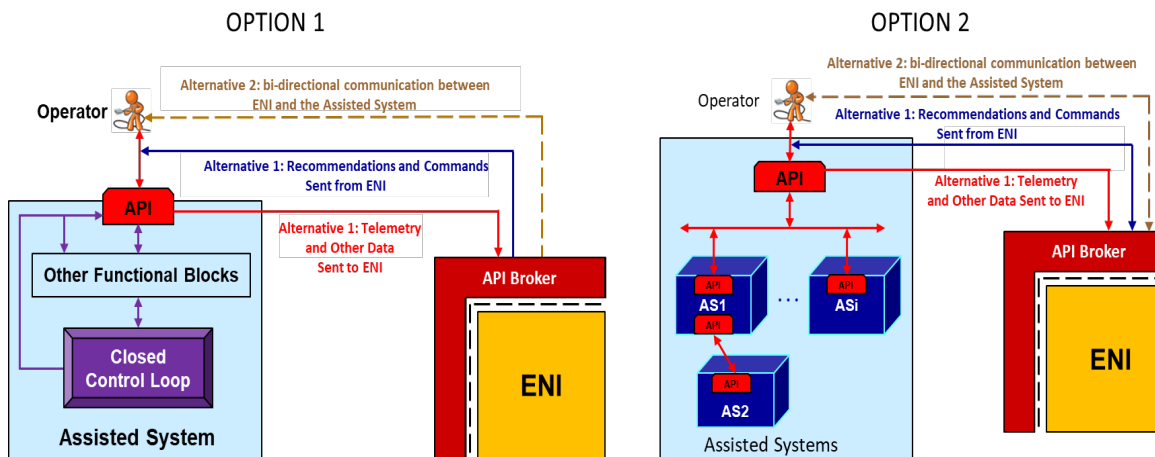 OPTION 1
Alternative 2: bi-directional communication between
ENI and the Assisted System
Operator
Alternative 1: Recommendations and Commands
Sent from ENI
API
Alternative 1: Telemetry
and Other Data
Sent to ENI
Other Functional Blocks
API Broker
Closed
Control Loop
ENI
Assisted System
OPTION 2
Alternative 2: bi-directional communication between
ENI and the Assisted System
Operator
Alternative 1: Recommendations and Commands
Sent from ENI
API
Alternative 1: Telemetry
and Other Data Sent to ENI
API Broker
API
AS1
API
...
API
ASi
API
AS2
ENI
Assisted Systems